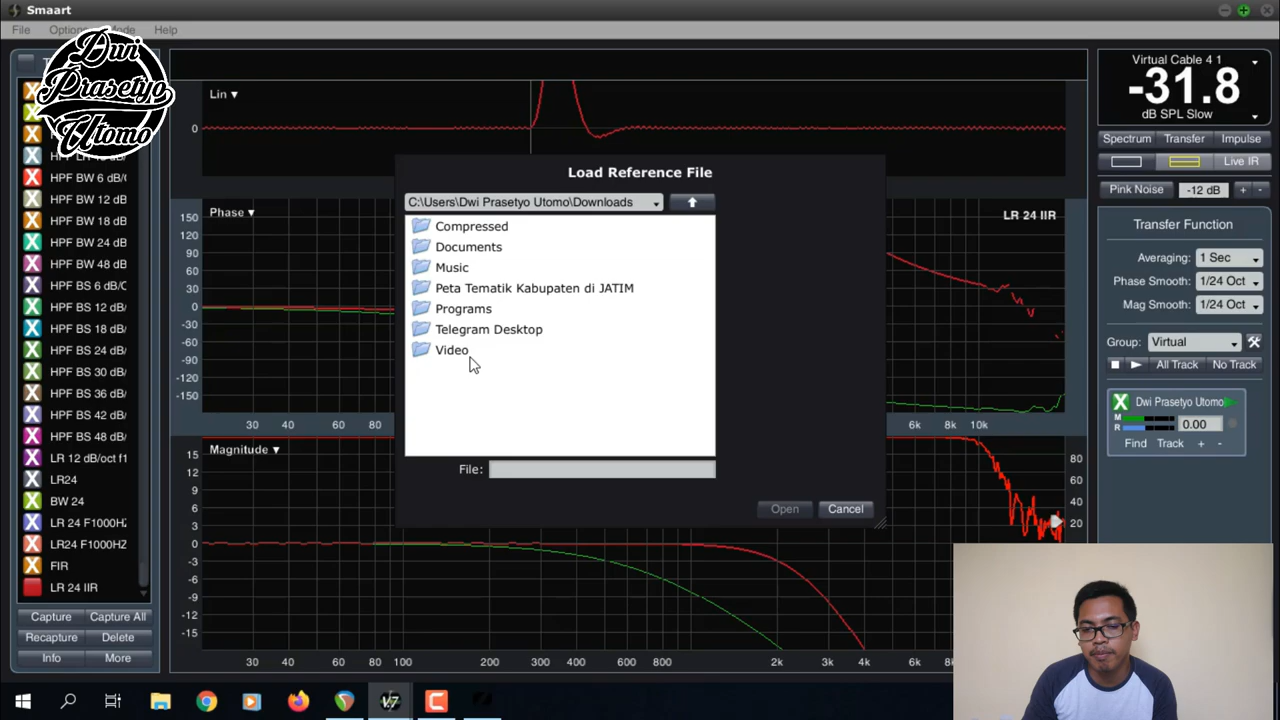 Smaart
File Options Mode Help
Dwi
Prasetyo
Utomo
HPF BW 6 dB/
HPF BW 12 dB
HPF BW 18 dB
HPF BW 24 dB
HPF BW 48 dB
HPF BS 6 dB/
HPF BS 12 dB
HPF BS 18 dB
HPF BS 24 dB
HPF BS 30 dB
HPF BS 36 dB
HPF BS 42 dB
HPF BS 48 dB
LR 12 dB/oct f1
LR24
BW 24
LR 24 F1000HZ
LR24 F1000HZ
FIR
LR 24 IIR
Capture Capture All
Recapture Delete
Info More
Lin
0
Phase
LR 24 IIR
150
120
90
60
30
0
-30
-60
-90
-120
-150
30 40 60 80 6k 8k 10k
Magnitude
15
12
9
6
3
0
-3
-6
-9
-12
-15
80
60
40
20
30 40 60 80 100 200 300 400 600 800 2k 3k 4k
Load Reference File
C:\Users\Dwi Prasetyo Utomo\Downloads
Compressed
Documents
Music
Peta Tematik Kabupaten di JATIM
Programs
Telegram Desktop
Video
File:
Open Cancel
Virtual Cable 4 1
-31.8
dB SPL Slow
Spectrum Transfer Impulse
Live IR
Pink Noise -12 dB + -
Transfer Function
Averaging: 1 Sec
Phase Smooth: 1/24 Oct
Mag Smooth: 1/24 Oct
Group: Virtual
All Track No Track
Dwi Prasetyo Utomo
M
R
0.00
Find Track + -
V7